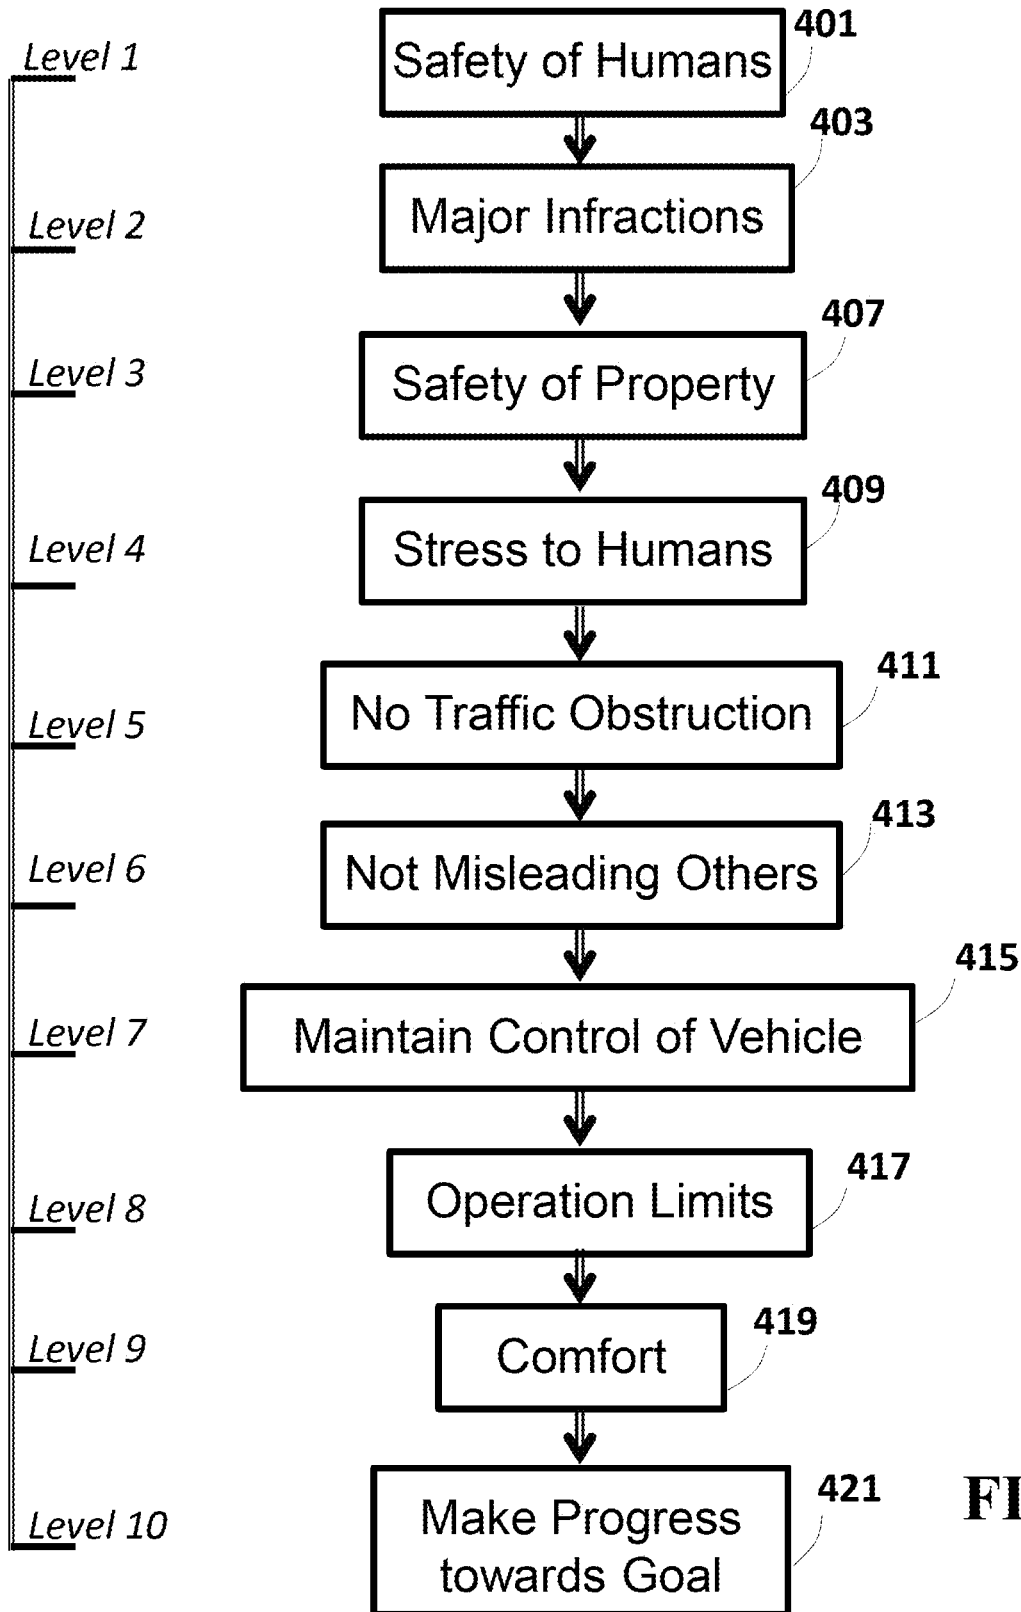 Level 1
Safety of Humans
401
Level 2
Major Infractions
403
Level 3
Safety of Property
407
Level 4
Stress to Humans
409
Level 5
No Traffic Obstruction
411
Level 6
Not Misleading Others
413
Level 7
Maintain Control of Vehicle
415
Level 8
Operation Limits
417
Level 9
Comfort
419
Level 10
Make Progress
towards Goal
421